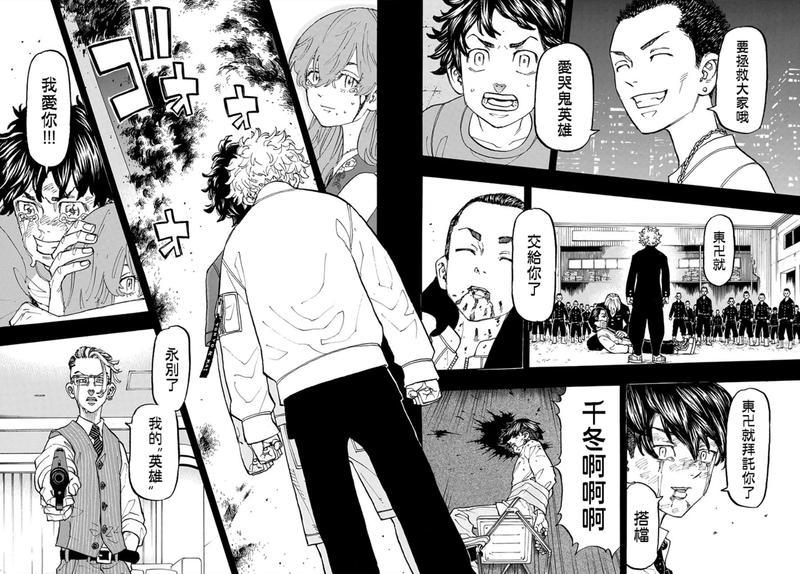 要拯救大家哦
愛哭鬼英雄
東卍就
交給你了
東卍就拜託你了
搭檔
千冬啊啊啊
ゴォォォ
我愛你!!!
永別了
我的"英雄"